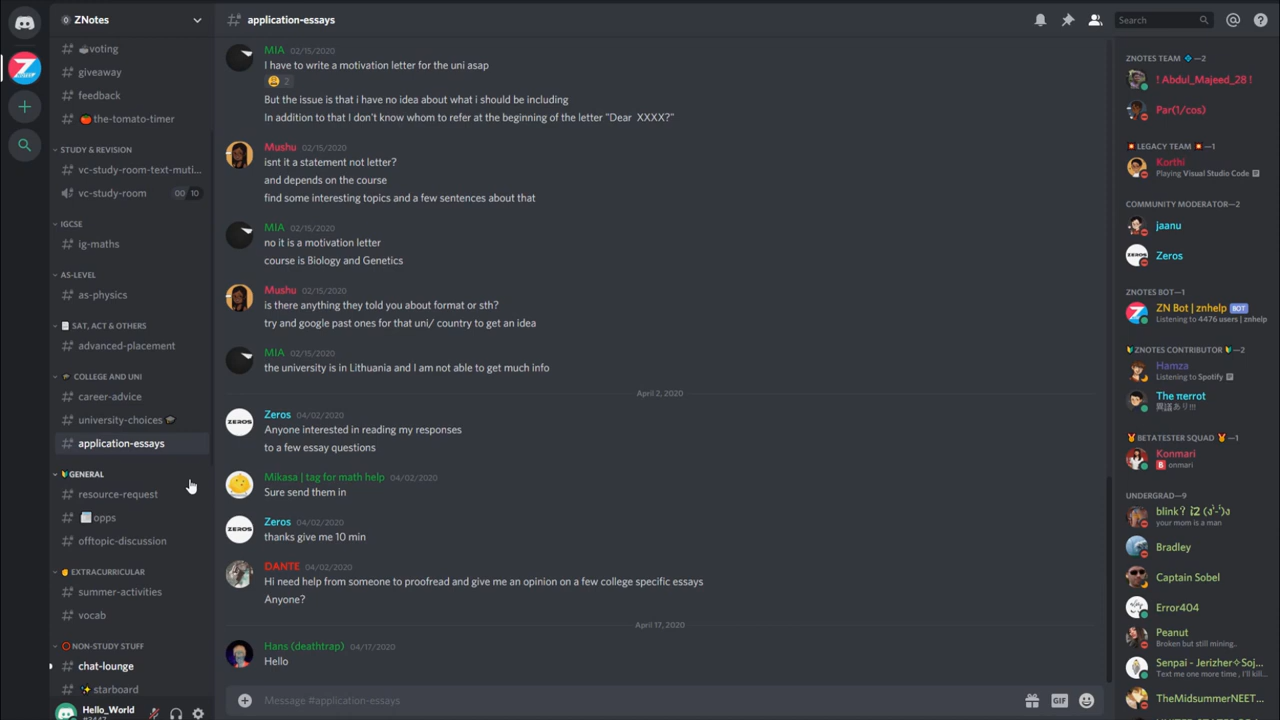 ZNotes
voting
giveaway
feedback
the-tomato-timer
STUDY & REVISION
vc-study-room-text-muti...
vc-study-room 00 10
IGCSE
ig-maths
AS-LEVEL
as-physics
SAT, ACT & OTHERS
advanced-placement
COLLEGE AND UNI
career-advice
university-choices
application-essays
GENERAL
resource-request
opps
offtopic-discussion
EXTRACURRICULAR
summer-activities
vocab
NON-STUDY STUFF
chat-lounge
starboard
Hello_World
application-essays
Search
MIA 02/15/2020
I have to write a motivation letter for the uni asap
2
But the issue is that i have no idea about what i should be including
In addition to that I don't know whom to refer at the beginning of the letter "Dear XXXX?"
Mushu 02/15/2020
isnt it a statement not letter?
and depends on the course
find some interesting topics and a few sentences about that
MIA 02/15/2020
no it is a motivation letter
course is Biology and Genetics
Mushu 02/15/2020
is there anything they told you about format or sth?
try and google past ones for that uni/ country to get an idea
MIA 02/15/2020
the university is in Lithuania and I am not able to get much info
April 2, 2020
Zeros 04/02/2020
Anyone interested in reading my responses
to a few essay questions
Mikasa | tag for math help 04/02/2020
Sure send them in
Zeros 04/02/2020
thanks give me 10 min
DANTE 04/02/2020
Hi need help from someone to proofread and give me an opinion on a few college specific essays
Anyone?
April 17, 2020
Hans (deathtrap) 04/17/2020
Hello
Message #application-essays
GIF
ZNOTES TEAM —2
! Abdul_Majeed_28 !
Par(1/cos)
LEGACY TEAM —1
Korthi
Playing Visual Studio Code
COMMUNITY MODERATOR—2
jaanu
Zeros
ZNOTES BOT—1
ZN Bot | znhelp BOT
Listening to 4476 users | znhelp
ZNOTES CONTRIBUTOR —2
Hamza
Listening to Spotify
The πerrot
異議あり!!!
BETATESTER SQUAD —1
Konmari
onmari
UNDERGRAD—9
your mom is a man
Bradley
Captain Sobel
Error404
Peanut
Broken but still mining..
Senpai - Jerizher✧Soj...
Text me one more time , I'll kill...
TheMidsummerNEET...